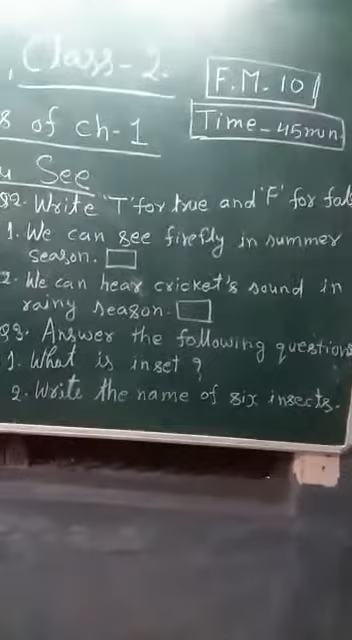 Class-2.
F.M. 10
s of ch-1
Time-45min.
See
Q2. Write 'T' for true and 'F' for fal
1. We can see firefly in summer
season.
2. We can hear cricket's sound in
rainy season.
Q3. Answer the following questions
1. What is inset?
2. Write the name of six insects.